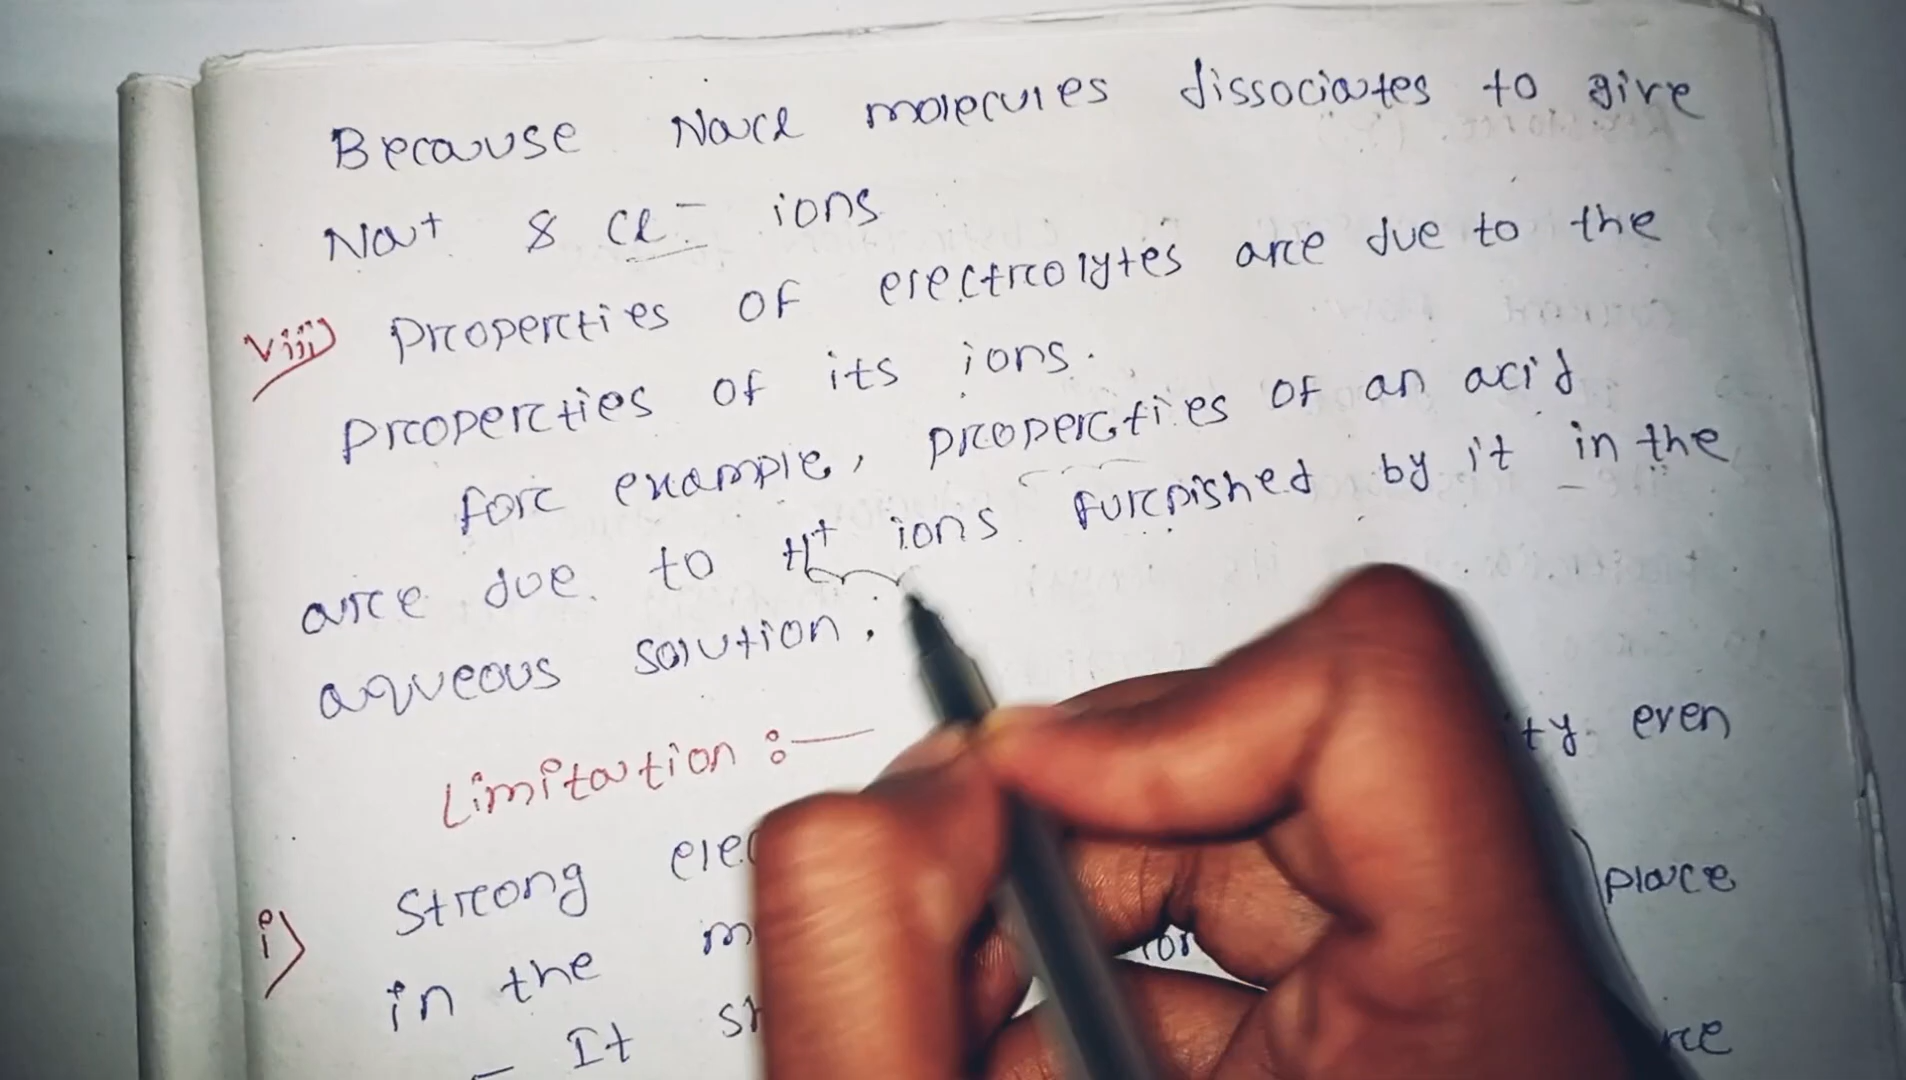 Because NaCl molecules dissociates to give
Na+ & Cl- ions
viii) Properties of electrolytes are due to the
properties of its ions.
for example, properties of an acid
are due to H+ ions furnished by it in the
aqueous solution.
Limitation :—
i) Strong
even
in the
place
— It